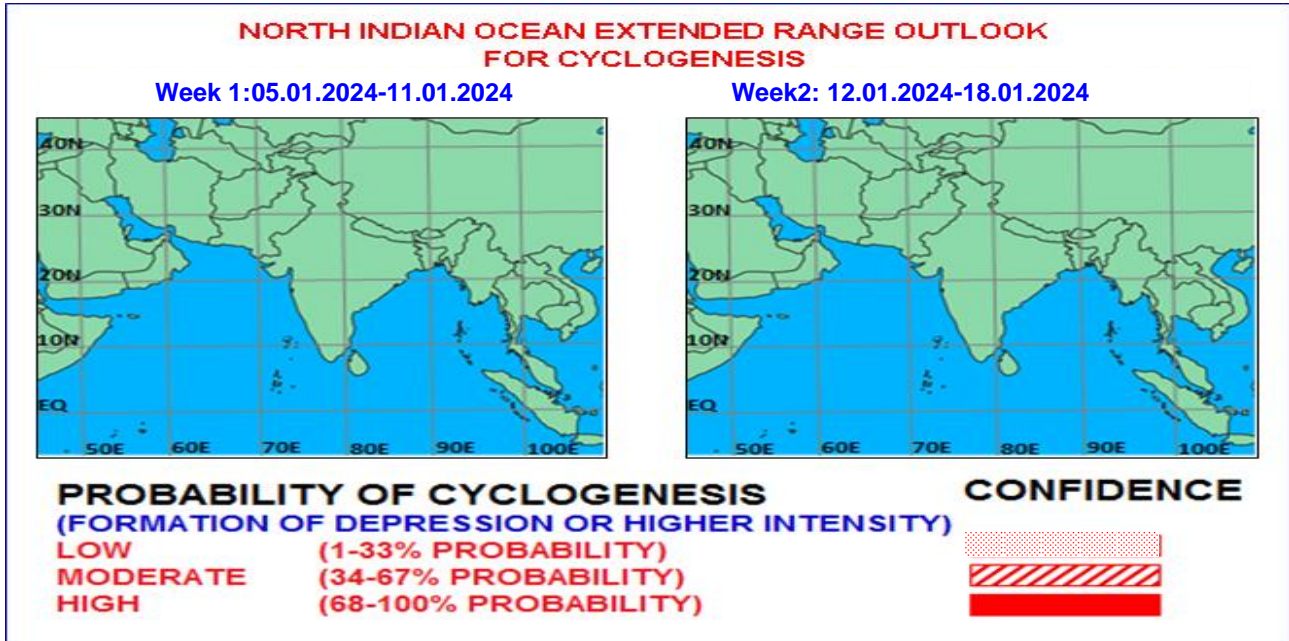 NORTH INDIAN OCEAN EXTENDED RANGE OUTLOOK
FOR CYCLOGENESIS
Week 1:05.01.2024-11.01.2024
Week2: 12.01.2024-18.01.2024
40N
30N
20N
10N
EQ
50E 60E 70E 80E 90E 100E
40N
30N
20N
10N
EQ
50E 60E 70E 80E 90E 100E
PROBABILITY OF CYCLOGENESIS
CONFIDENCE
(FORMATION OF DEPRESSION OR HIGHER INTENSITY)
LOW (1-33% PROBABILITY)
MODERATE (34-67% PROBABILITY)
HIGH (68-100% PROBABILITY)